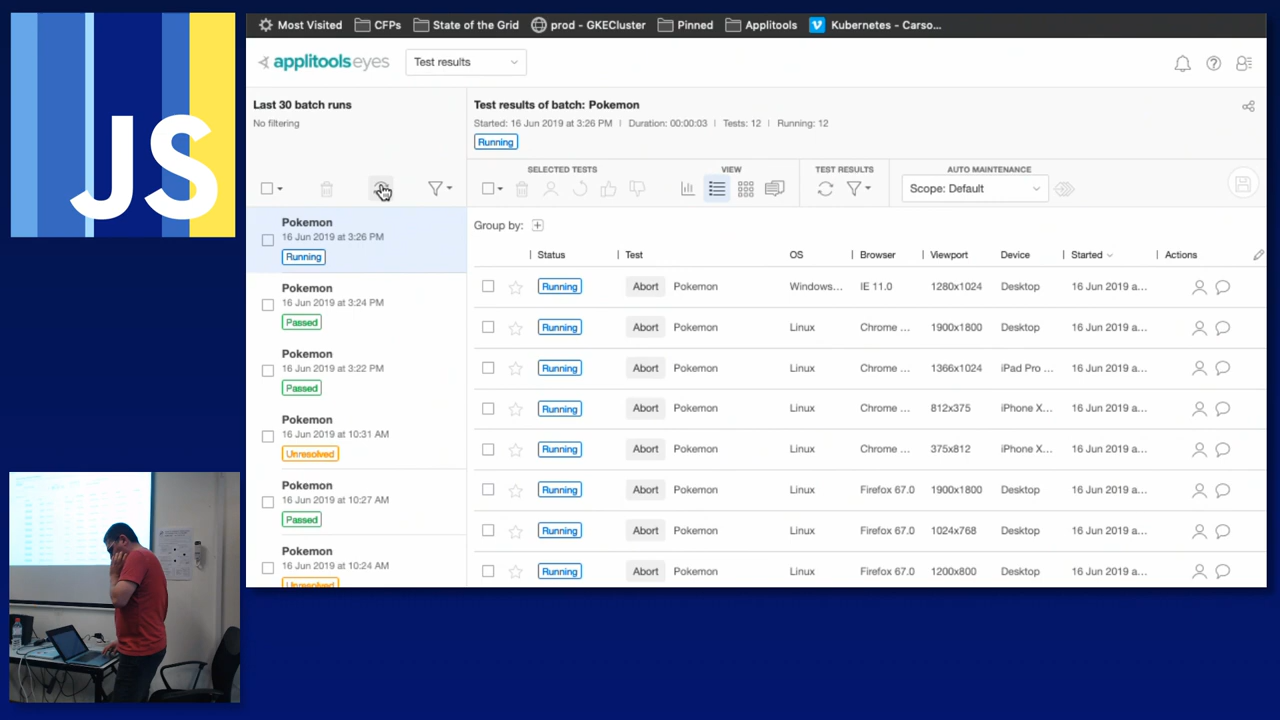 JS
Most Visited CFPs State of the Grid prod - GKECluster Pinned Applitools Kubernetes - Carso...
applitools eyes Test results
Last 30 batch runs
No filtering
Test results of batch: Pokemon
Started: 16 Jun 2019 at 3:26 PM | Duration: 00:00:03 | Tests: 12 | Running: 12
Running
SELECTED TESTS VIEW TEST RESULTS AUTO MAINTENANCE
Scope: Default
Pokemon
16 Jun 2019 at 3:26 PM
Running
Pokemon
16 Jun 2019 at 3:24 PM
Passed
Pokemon
16 Jun 2019 at 3:22 PM
Passed
Pokemon
16 Jun 2019 at 10:31 AM
Unresolved
Pokemon
16 Jun 2019 at 10:27 AM
Passed
Pokemon
16 Jun 2019 at 10:24 AM
Unresolved
Group by:
Status Test OS Browser Viewport Device Started Actions
Running Abort Pokemon Windows... IE 11.0 1280x1024 Desktop 16 Jun 2019 a...
Running Abort Pokemon Linux Chrome ... 1900x1800 Desktop 16 Jun 2019 a...
Running Abort Pokemon Linux Chrome ... 1366x1024 iPad Pro ... 16 Jun 2019 a...
Running Abort Pokemon Linux Chrome ... 812x375 iPhone X... 16 Jun 2019 a...
Running Abort Pokemon Linux Chrome ... 375x812 iPhone X... 16 Jun 2019 a...
Running Abort Pokemon Linux Firefox 67.0 1900x1800 Desktop 16 Jun 2019 a...
Running Abort Pokemon Linux Firefox 67.0 1024x768 Desktop 16 Jun 2019 a...
Running Abort Pokemon Linux Firefox 67.0 1200x800 Desktop 16 Jun 2019 a...